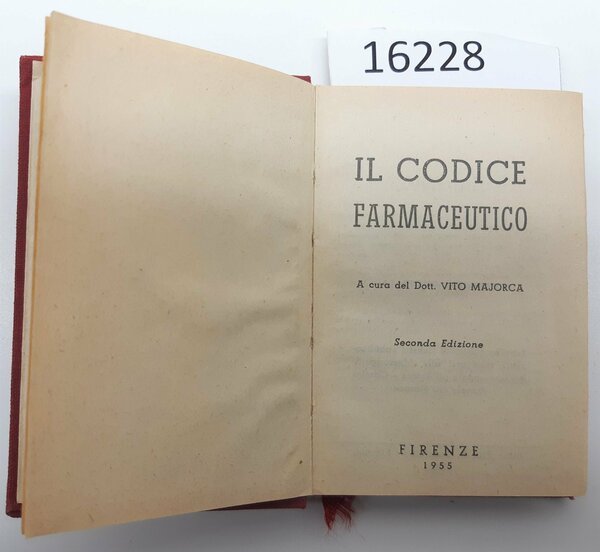 16228
IL CODICE
FARMACEUTICO
A cura del Dott. VITO MAJORCA
Seconda Edizione
FIRENZE
1955